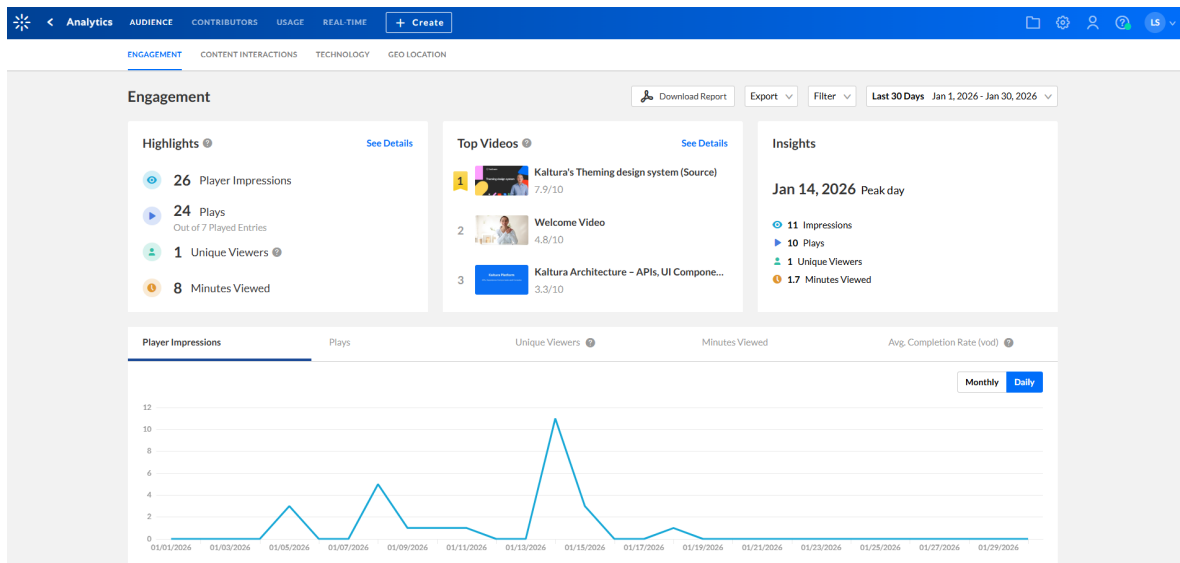 Analytics AUDIENCE CONTRIBUTORS USAGE REAL-TIME + Create LS
ENGAGEMENT CONTENT INTERACTIONS TECHNOLOGY GEO LOCATION
Engagement
Download Report Export Filter Last 30 Days Jan 1, 2026 - Jan 30, 2026
Highlights See Details
26 Player Impressions
24 Plays
Out of 7 Played Entries
1 Unique Viewers
8 Minutes Viewed
Top Videos See Details
1 Kaltura's Theming design system (Source)
7.9/10
2 Welcome Video
4.8/10
3 Kaltura Architecture – APIs, UI Compone...
3.3/10
Insights
Jan 14, 2026 Peak day
11 Impressions
10 Plays
1 Unique Viewers
1.7 Minutes Viewed
Player Impressions Plays Unique Viewers Minutes Viewed Avg. Completion Rate (vod)
Monthly Daily
12
10
8
6
4
2
0
01/01/2026 01/03/2026 01/05/2026 01/07/2026 01/09/2026 01/11/2026 01/13/2026 01/15/2026 01/17/2026 01/19/2026 01/21/2026 01/23/2026 01/25/2026 01/27/2026 01/29/2026